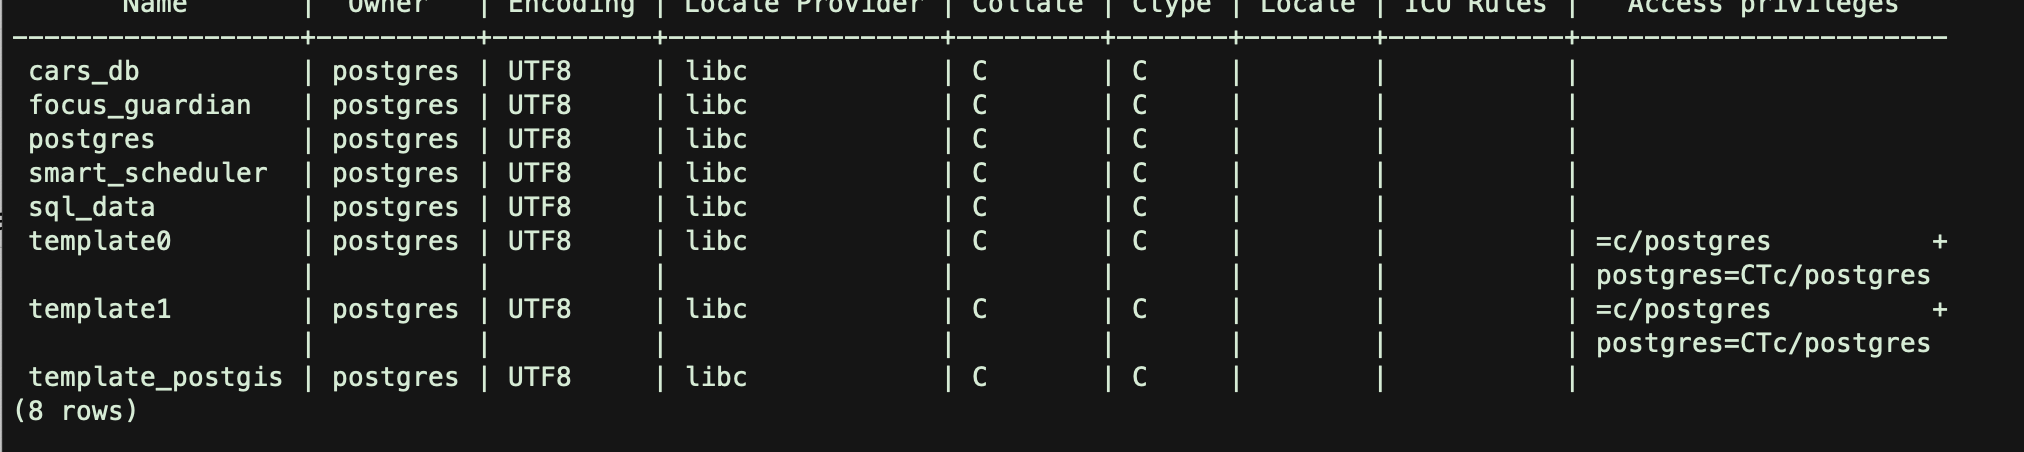 Name | Owner | Encoding | Locale Provider | Collate | Ctype | Locale | ICU Rules | Access privileges
------------------+----------+----------+-----------------+---------+-------+--------+-----------+-----------------------
cars_db | postgres | UTF8 | libc | C | C | | |
focus_guardian | postgres | UTF8 | libc | C | C | | |
postgres | postgres | UTF8 | libc | C | C | | |
smart_scheduler | postgres | UTF8 | libc | C | C | | |
sql_data | postgres | UTF8 | libc | C | C | | |
template0 | postgres | UTF8 | libc | C | C | | | =c/postgres +
| | | | | | | | postgres=CTc/postgres
template1 | postgres | UTF8 | libc | C | C | | | =c/postgres +
| | | | | | | | postgres=CTc/postgres
template_postgis | postgres | UTF8 | libc | C | C | | |
(8 rows)